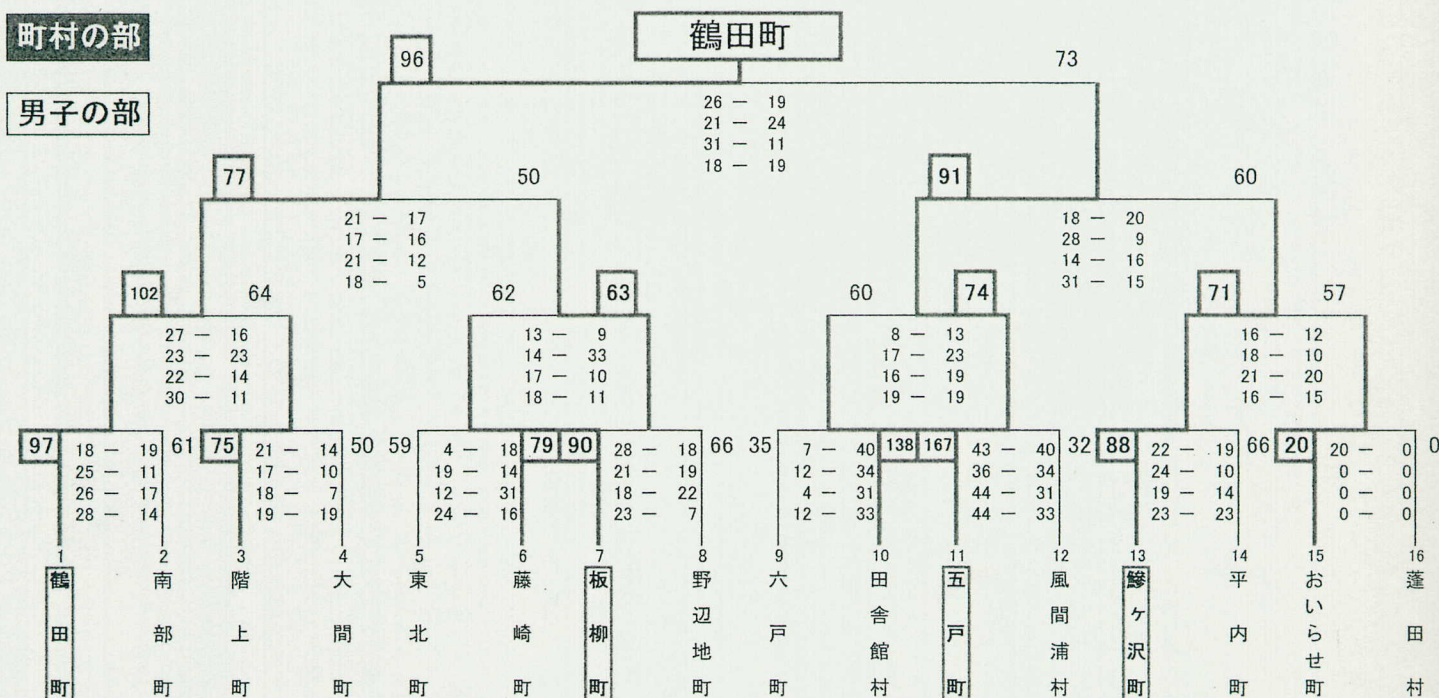 町村の部
男子の部
鶴田町
96 73
26 － 19
21 － 24
31 － 11
18 － 19
77 50
21 － 17
17 － 16
21 － 12
18 － 5
91 60
18 － 20
28 － 9
14 － 16
31 － 15
102 64
27 － 16
23 － 23
22 － 14
30 － 11
62 63
13 － 9
14 － 33
17 － 10
18 － 11
60 74
8 － 13
17 － 23
16 － 19
19 － 19
71 57
16 － 12
18 － 10
21 － 20
16 － 15
97 61
18 － 19
25 － 11
26 － 17
28 － 14
75 50
21 － 14
17 － 10
18 － 7
19 － 19
59 79
4 － 18
19 － 14
12 － 31
24 － 16
90 66
28 － 18
21 － 19
18 － 22
23 － 7
35 138
7 － 40
12 － 34
4 － 31
12 － 33
167 32
43 － 40
36 － 34
44 － 31
44 － 33
88 66
22 － 19
24 － 10
19 － 14
23 － 23
20 0
20 － 0
0 － 0
0 － 0
0 － 0
1 鶴田町
2 南部町
3 階上町
4 大間町
5 東北町
6 藤崎町
7 板柳町
8 野辺地町
9 六戸町
10 田舎館村
11 五戸町
12 風間浦村
13 鰺ヶ沢町
14 平内町
15 おいらせ町
16 蓬田村